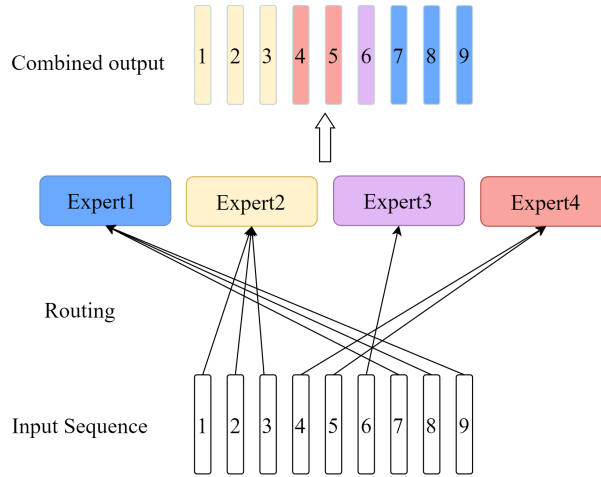 Combined output
1 2 3 4 5 6 7 8 9
Expert1 Expert2 Expert3 Expert4
Routing
Input Sequence
1 2 3 4 5 6 7 8 9